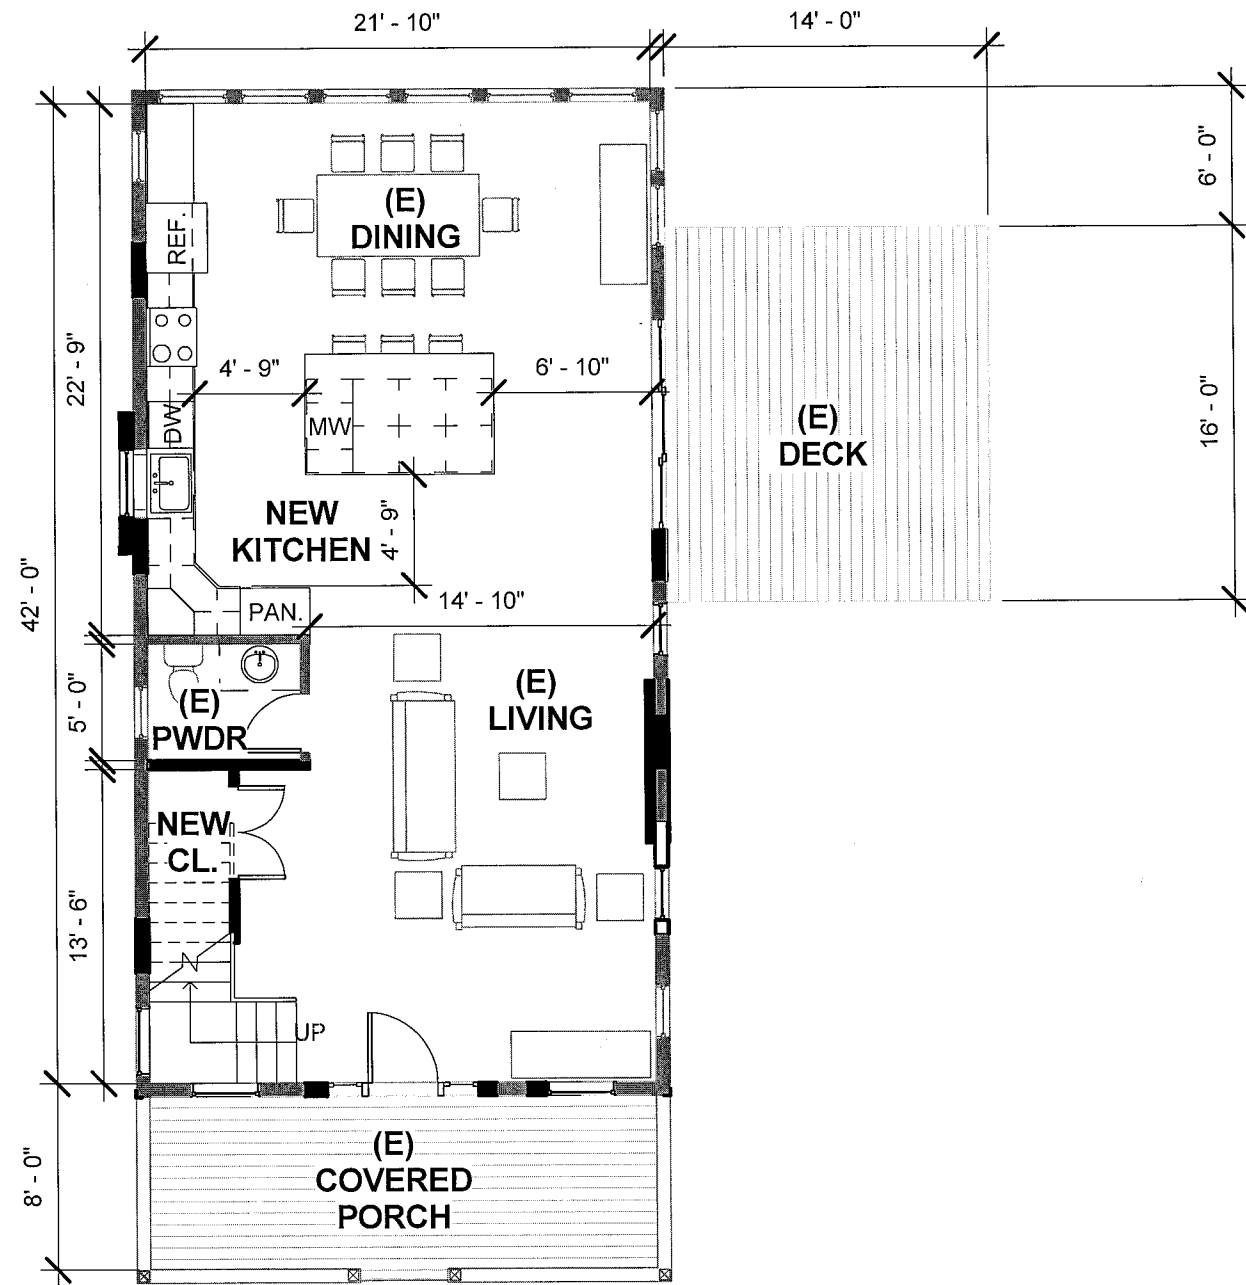 21' - 10"
14' - 0"
6' - 0"
(E)
DINING
REF.
22' - 9"
4' - 9"
6' - 10"
16' - 0"
DW
MW
(E)
DECK
NEW
KITCHEN
4' - 9"
42' - 0"
14' - 10"
PAN.
5' - 0"
(E)
PWDR
(E)
LIVING
NEW
CL.
13' - 6"
N
UP
8' - 0"
(E)
COVERED
PORCH